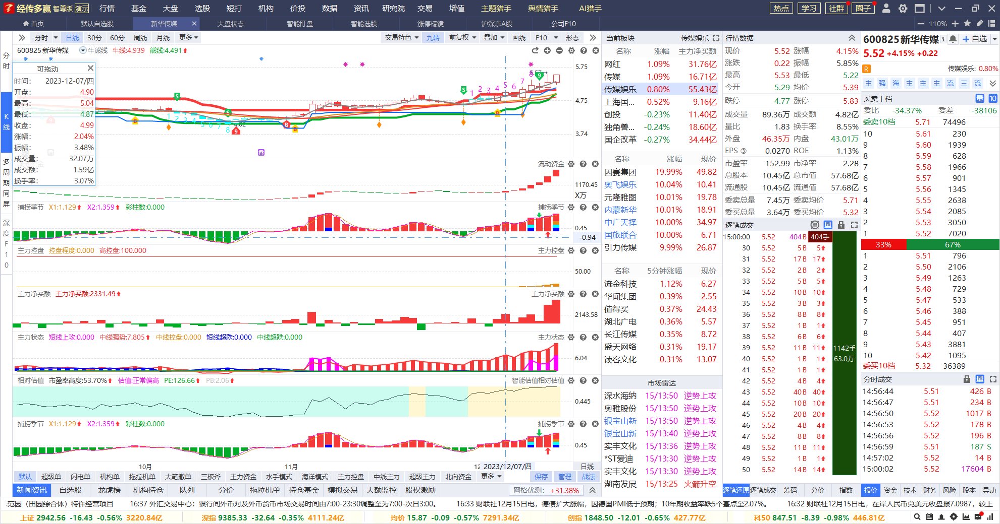 经传多赢 智尊版 演示 行情 基金 大盘 选股 短打 机构 价投 数据 资讯 研究院 交易 增值 主题猎手 舆情猎手 AI猎手 热点 学习 社群 圈子
首页 默认自选股 新华传媒 大盘状态 智能盯盘 智能选股 涨停棱镜 沪深京A股 公司F10 110%
分时 日线 30分 60分 周线 月线 更多 交易特色 九转 前复权 叠加 画线 F10 形态
分时
K线
多周期同屏
深度F10
600825 新华传媒 牛熊线 牛线:4.939 熊线:4.491
可拖动
时间: 2023-12-07/四
开盘: 4.90
最高: 5.04
最低: 4.87
收盘: 4.99
涨幅: 2.04%
振幅: 3.48%
成交量: 32.07万
成交额: 1.59亿
换手率: 3.07%
5.75
4.75
3.74
流动资金
1170.45
X万
捕捞季节 X1:1.129 X2:1.359 彩柱数:0.000 捕捞季节
0.45
-0.94
主力控盘 控盘程度:0.000 高控盘:100.000 主力控盘
50.00
主力净买额 主力净买额:2331.49 主力净买额
2143.58
主力状态 短线上攻:0.000 中线强势:7.805 中线控盘:0.000 短线超跌:0.000 中线超跌:0.000 主力状态
6.04
相对估值 市盈率高度:53.70% 估值:正常偏高 PE:126.66 PB:2.06 智能估值相对估值
0.445
捕捞季节 X1:1.129 X2:1.359 彩柱数:0.000 捕捞季节
0.45
10月 11月 12 2023/12/07/四 日线
默认 超级单 闪电单 机构单 拖拉机单 大笔撤单 三板斧 主力资金 水手模式 海洋模式 主力控盘 中线主力 超级主力 北向资金 更多 保存 管理 战法
新闻资讯 自选股 龙虎榜 机构持仓 队列 分价 拖拉机单 持仓基金 模拟交易 大额监控 股权激励 网格优测: +31.38%
当前板块 传媒娱乐
名称 涨幅 主力净买额
网红 1.09% 31.76亿
传媒 1.09% 16.71亿
传媒娱乐 0.80% 55.43亿
上海国... 0.52% 9.16亿
创投 -0.23% 11.40亿
独角兽... -0.24% 18.60亿
国企改革 -0.27% 34.44亿
名称 涨幅 现价
因赛集团 19.99% 49.82
奥飞娱乐 10.04% 10.41
元隆雅图 10.01% 19.78
内蒙新华 10.01% 18.91
中广天择 10.00% 34.97
国旅联合 10.00% 6.71
引力传媒 9.99% 26.87
名称 5分钟涨幅 现价
流金科技 1.12% 6.27
华闻集团 0.39% 2.55
值得买 0.37% 24.43
湖北广电 0.36% 5.57
长江传媒 0.35% 8.72
盛天网络 0.31% 19.17
读客文化 0.31% 13.07
市场雷达
深水海纳 15/13:50 逆势上攻
奥雅股份 15/13:50 逆势上攻
银宝山新 15/13:50 逆势上攻
银宝山新 15/13:40 逆势上攻
实丰文化 15/13:36 逆势上攻
*ST爱迪 15/13:30 逆势上攻
实丰文化 15/13:30 逆势上攻
湖南发展 15/13:25 火箭升空
行情数据
现价 5.52 涨幅 4.15%
涨跌 0.22 振幅 5.85%
最高 5.53 最低 5.22
今开 5.29 均价 5.39
跌停 4.77 涨停 5.83
成交量 89.36万 成交额 4.82亿
量比 1.83 换手率 8.55%
外盘 46.35万 内盘 43.01万
EPS ③ 0.0270 ROE 1.13%
市盈率 152.99 市净率 2.28
总股本 10.45亿 总市值 57.68亿
流通股 10.45亿 流通值 57.68亿
委卖总量 7.45万 委卖均价 5.71
委买总量 3.64万 委买均价 5.32
逐笔成交 单 量
15:00:00 5.52 404 B 404手
30 5.52 5 B 5
31 5.52 17 B 17
32 5.52 2 B 2
33 5.52 5 B 5
34 5.52 10 B 10
35 5.52 3 B 3
36 5.52 8 B 8
37 5.52 1 B 1
38 5.52 6 B 6
39 5.52 11 B 11
40 5.52 1 B 1
41 5.52 1 B 1
42 5.52 4 B 4
43 5.52 40 B 40
44 5.52 10 B 10
45 5.52 20 B 20
46 5.52 4 B 4
47 5.52 8 B 8
48 5.52 11 B 11
49 5.52 1 B 1
50 5.52 14 B 14
1142手
63.0万
逐笔还原 逐笔成交 筹码 分价 指数
600825 新华传媒 自选
5.52 +4.15% +0.22
R 传媒娱乐: 0.80%
主 强 海 主 主 主 流 三 流
买卖十档 量 10
委比 -34.37% 委差 -38106
委卖10档 5.71 74496
10 5.61 230
9 5.60 1939
8 5.59 628
7 5.58 1966
6 5.57 901
5 5.56 1345
4 5.55 2638
3 5.54 2085
2 5.53 3050
1 5.52 7020
33% 67%
1 5.51 796
2 5.50 2106
3 5.49 1263
4 5.48 729
5 5.47 533
6 5.46 388
7 5.45 951
8 5.44 407
9 5.43 3881
10 5.42 1095
委买10档 5.32 36389
分时成交 量
14:56:44 5.51 426 B
14:56:47 5.51 234 B
14:56:50 5.52 1017 B
14:56:53 5.52 178 B
14:56:56 5.52 196 B
14:56:59 5.51 187 S
14:57:02 5.52 14 B
15:00:02 5.52 17604 B
报价 资金 技术 财务 风险 股本 异动
范园（田园综合体）特许经营项目 16:37 外汇交易中心：银行间外币对及外币货币市场交易时间由7:00-23:30调整至为7:00-次日3:00。 16:33 财联社12月15日电，德债扩大涨幅，因德国PMI低于预期；10年期收益率跌5个基点至2.07%。 16:32 财联社12月15日电，在岸人民币兑美元收盘报7.0987，较上
上证 2942.56 -16.43 -0.56% 3220.84亿 深指 9385.33 -32.64 -0.35% 4111.24亿 均价 15.87 -0.09 -0.57% 7291.34亿 创指 1848.50 -12.01 -0.65% 427.77亿 科50 847.51 -8.39 -0.98% 446.81亿